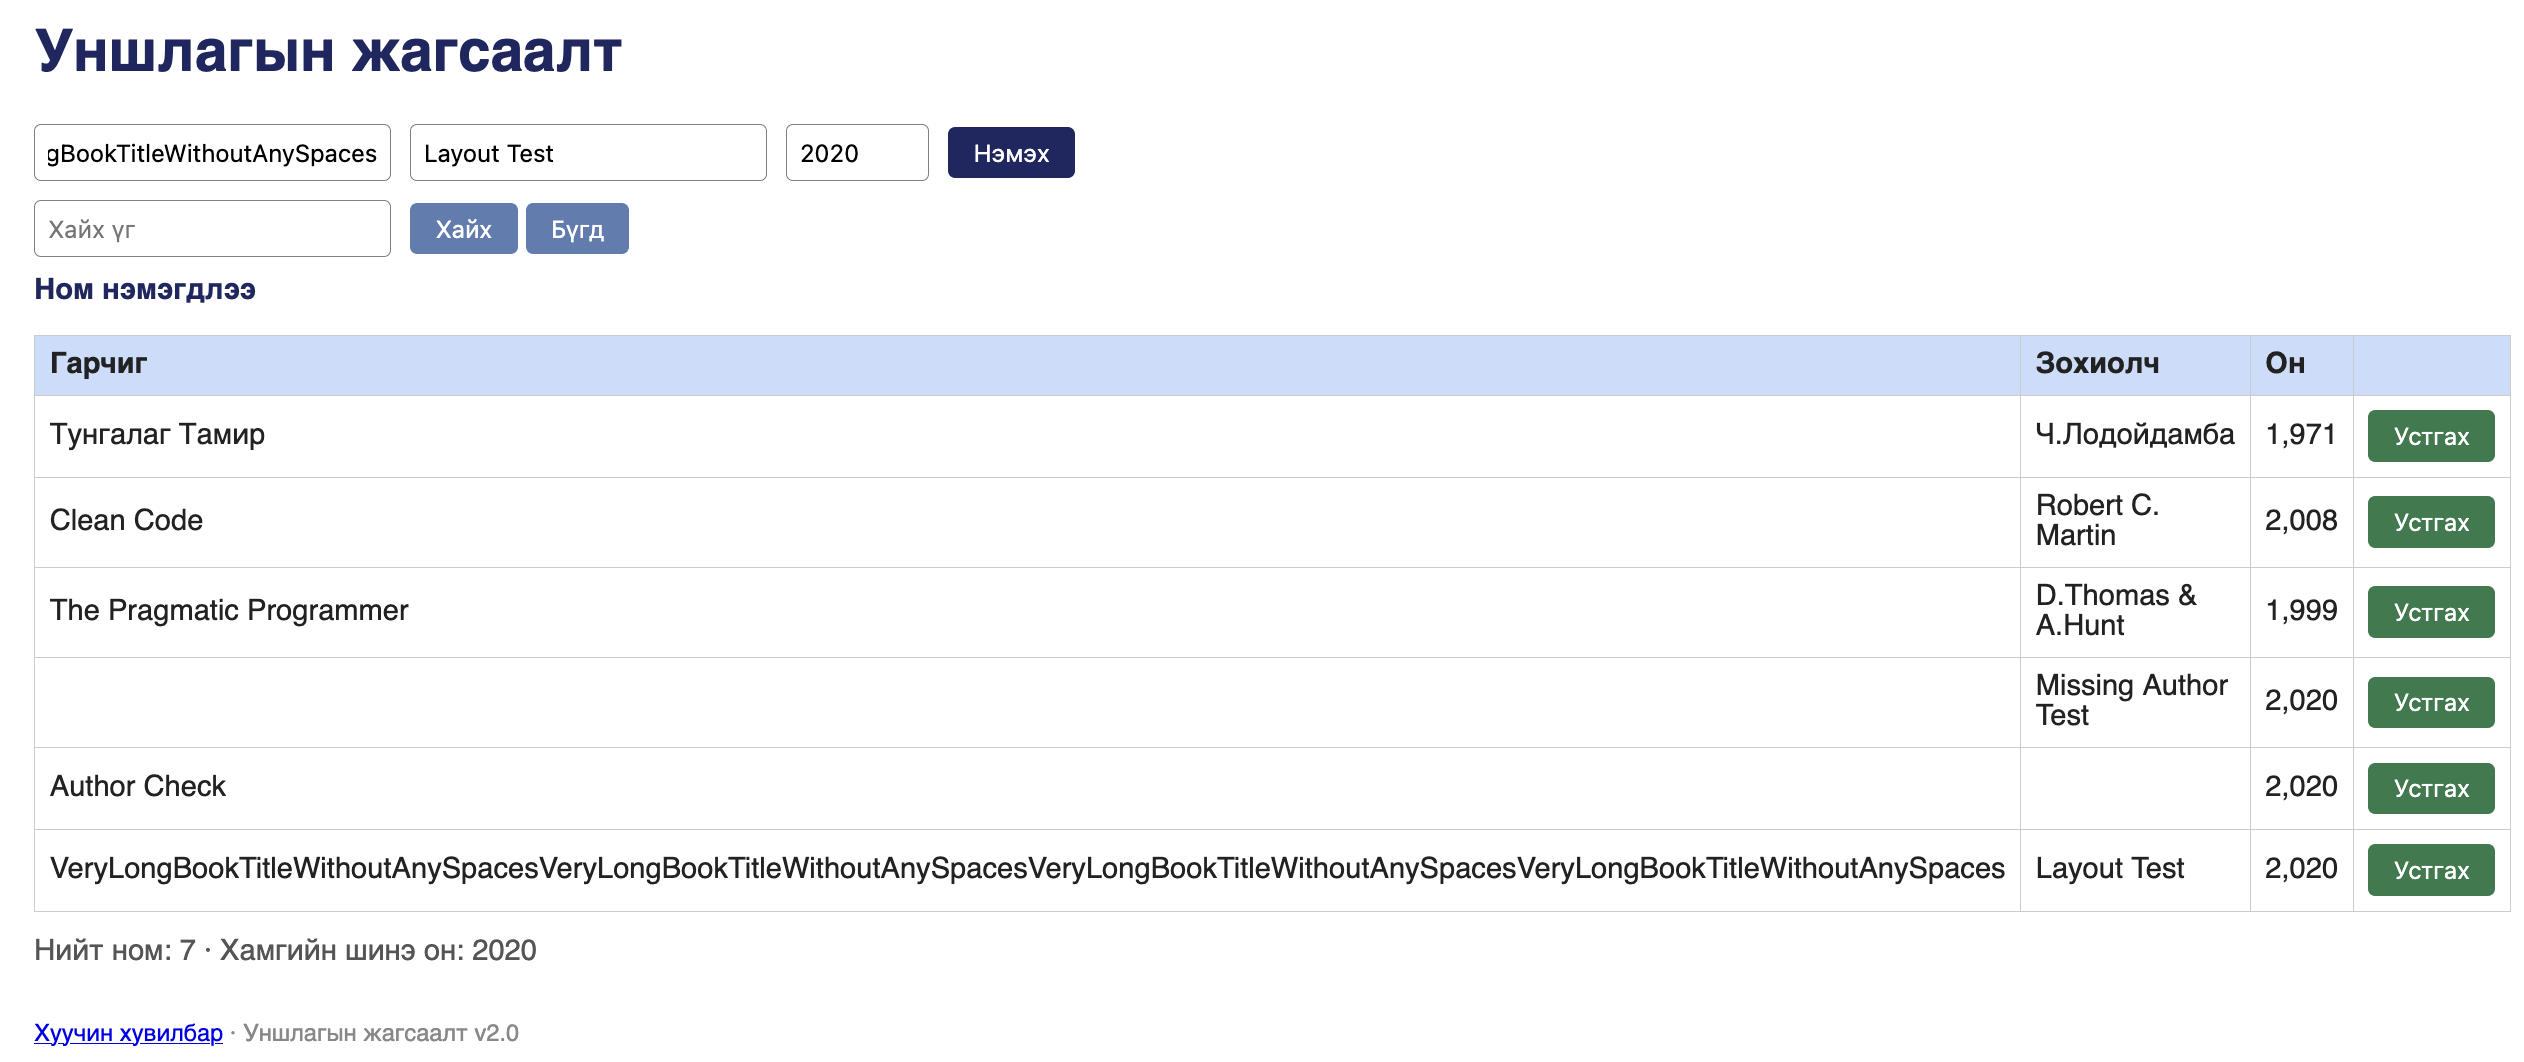 Уншлагын жагсаалт
gBookTitleWithoutAnySpaces Layout Test 2020 Нэмэх
Хайх үг Хайх Бүгд
Ном нэмэгдлээ
Гарчиг Зохиолч Он
Тунгалаг Тамир Ч.Лодойдамба 1,971 Устгах
Clean Code Robert C. Martin 2,008 Устгах
The Pragmatic Programmer D.Thomas & A.Hunt 1,999 Устгах
Missing Author Test 2,020 Устгах
Author Check 2,020 Устгах
VeryLongBookTitleWithoutAnySpacesVeryLongBookTitleWithoutAnySpacesVeryLongBookTitleWithoutAnySpacesVeryLongBookTitleWithoutAnySpaces Layout Test 2,020 Устгах
Нийт ном: 7 · Хамгийн шинэ он: 2020
Хуучин хувилбар · Уншлагын жагсаалт v2.0